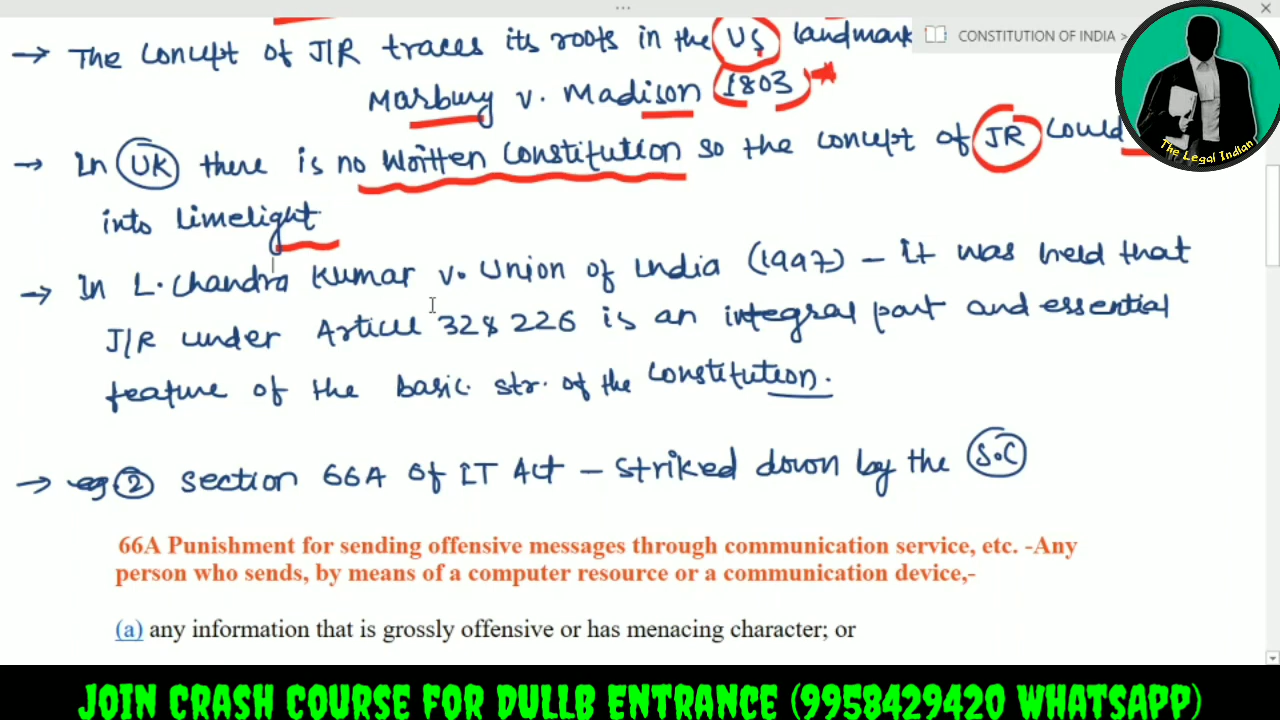 → The concept of J/R traces its roots in the US landmark
CONSTITUTION OF INDIA >
Marbury v. Madison 1803
→ In UK there is no written constitution so the concept of JR could
The Legal Indian
into limelight
→ In L. Chandra Kumar v. Union of India (1997) – it was held that
J/R under Article 32 & 226 is an integral part and essential
feature of the basic str. of the constitution.
→ eg ② section 66A of IT Act – striked down by the S.C
66A Punishment for sending offensive messages through communication service, etc. -Any
person who sends, by means of a computer resource or a communication device,-
(a) any information that is grossly offensive or has menacing character; or
JOIN CRASH COURSE FOR DULLB ENTRANCE (9958429420 WHATSAPP)